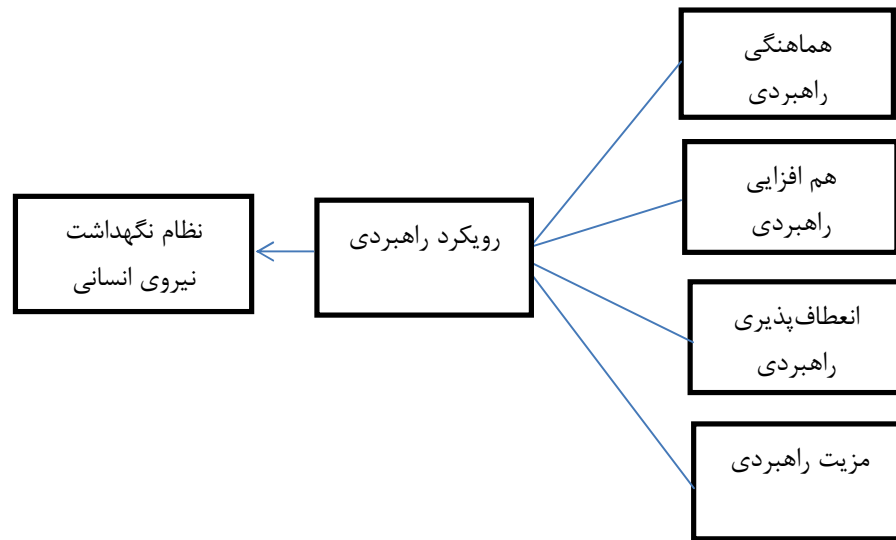 هماهنگی
راهبردی
هم افزایی
راهبردی
انعطاف‌پذیری
راهبردی
مزیت راهبردی
رویکرد راهبردی
نظام نگهداشت
نیروی انسانی